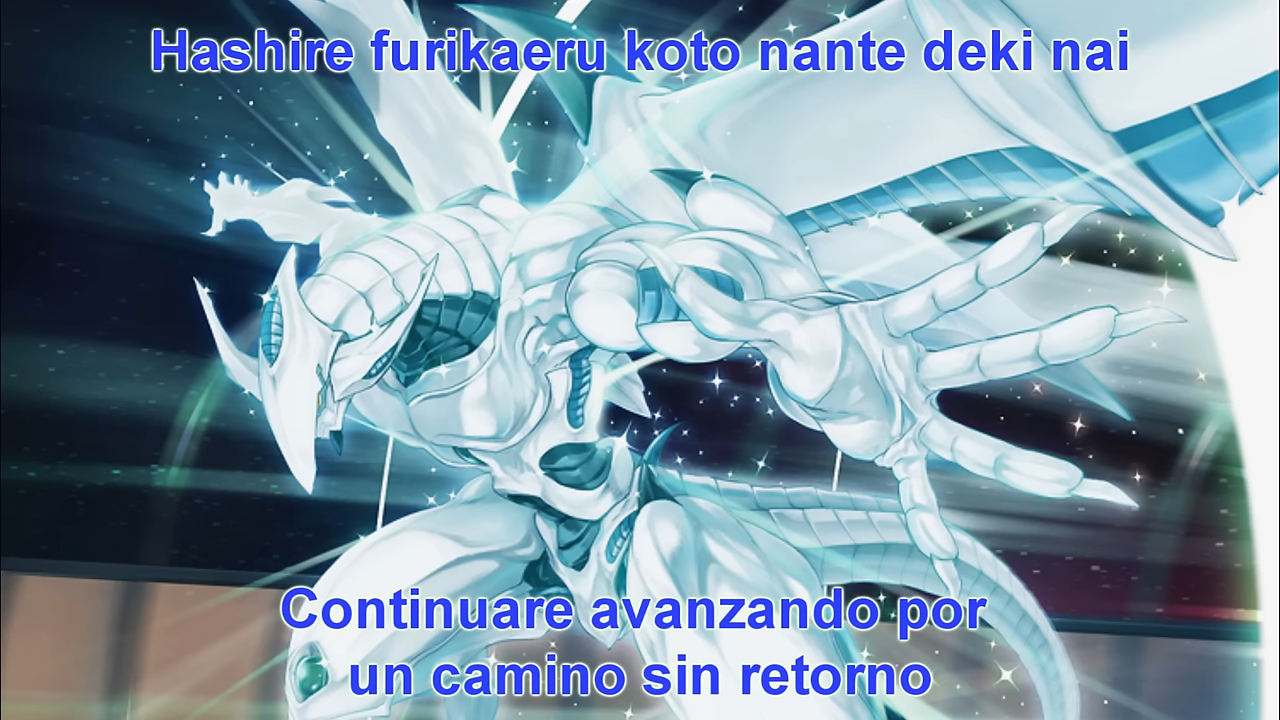 Hashire furikaeru koto nante deki nai
Continuare avanzando por
un camino sin retorno